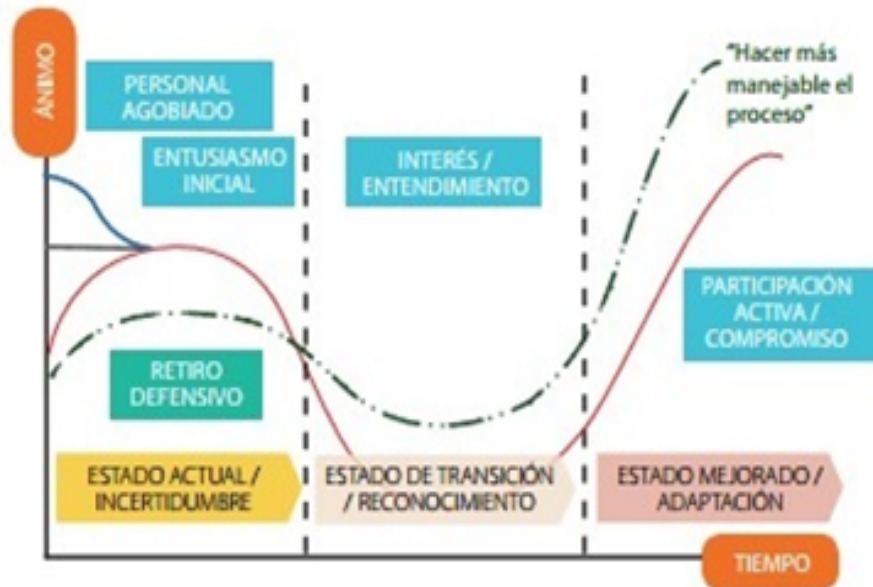 ÁNIMO
PERSONAL
AGOBIADO
ENTUSIASMO
INICIAL
INTERÉS /
ENTENDIMIENTO
"Hacer más
manejable el
proceso"
PARTICIPACIÓN
ACTIVA /
COMPROMISO
RETIRO
DEFENSIVO
ESTADO ACTUAL /
INCERTIDUMBRE
ESTADO DE TRANSICIÓN
/ RECONOCIMIENTO
ESTADO MEJORADO /
ADAPTACIÓN
TIEMPO